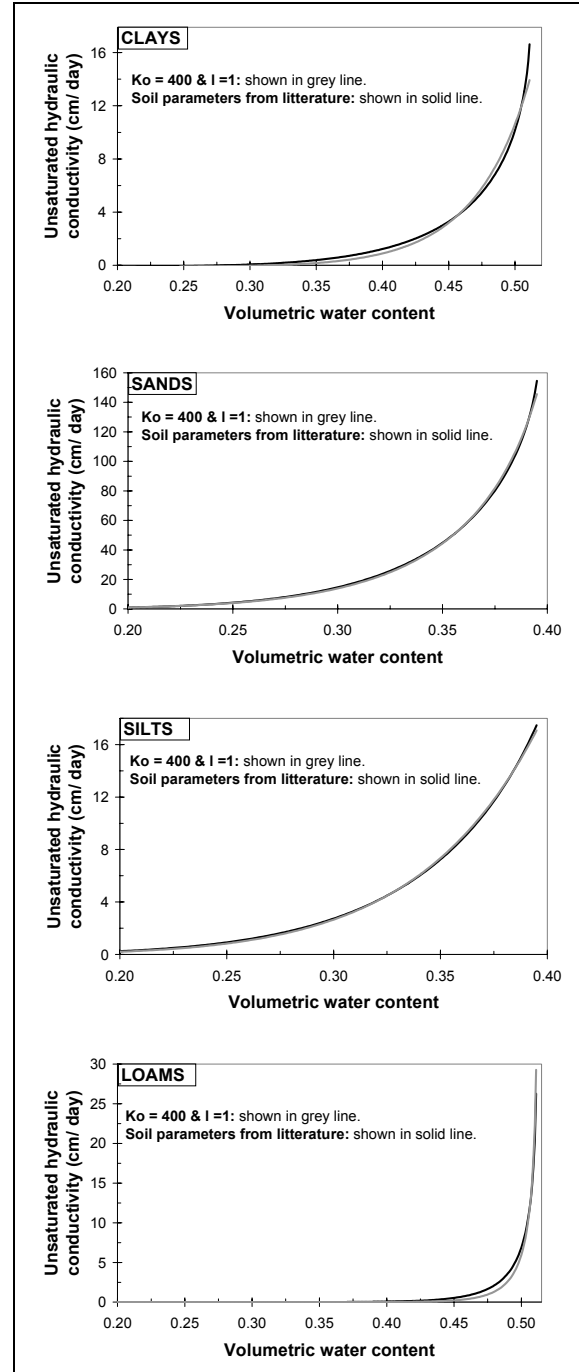 CLAYS
Ko = 400 & l =1: shown in grey line.
Soil parameters from litterature: shown in solid line.
Unsaturated hydraulic
conductivity (cm/ day)
16
12
8
4
0
0.20 0.25 0.30 0.35 0.40 0.45 0.50
Volumetric water content
SANDS
Ko = 400 & l =1: shown in grey line.
Soil parameters from litterature: shown in solid line.
Unsaturated hydraulic
conductivity (cm/ day)
160
140
120
100
80
60
40
20
0
0.20 0.25 0.30 0.35 0.40
Volumetric water content
SILTS
Ko = 400 & l =1: shown in grey line.
Soil parameters from litterature: shown in solid line.
Unsaturated hydraulic
conductivity (cm/ day)
16
12
8
4
0
0.20 0.25 0.30 0.35 0.40
Volumetric water content
LOAMS
Ko = 400 & l =1: shown in grey line.
Soil parameters from litterature: shown in solid line.
Unsaturated hydraulic
conductivity (cm/ day)
30
25
20
15
10
5
0
0.20 0.25 0.30 0.35 0.40 0.45 0.50
Volumetric water content